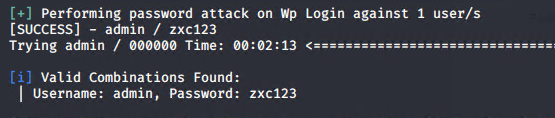 [+] Performing password attack on Wp Login against 1 user/s
[SUCCESS] - admin / zxc123
Trying admin / 000000 Time: 00:02:13 <==============================
[i] Valid Combinations Found:
| Username: admin, Password: zxc123